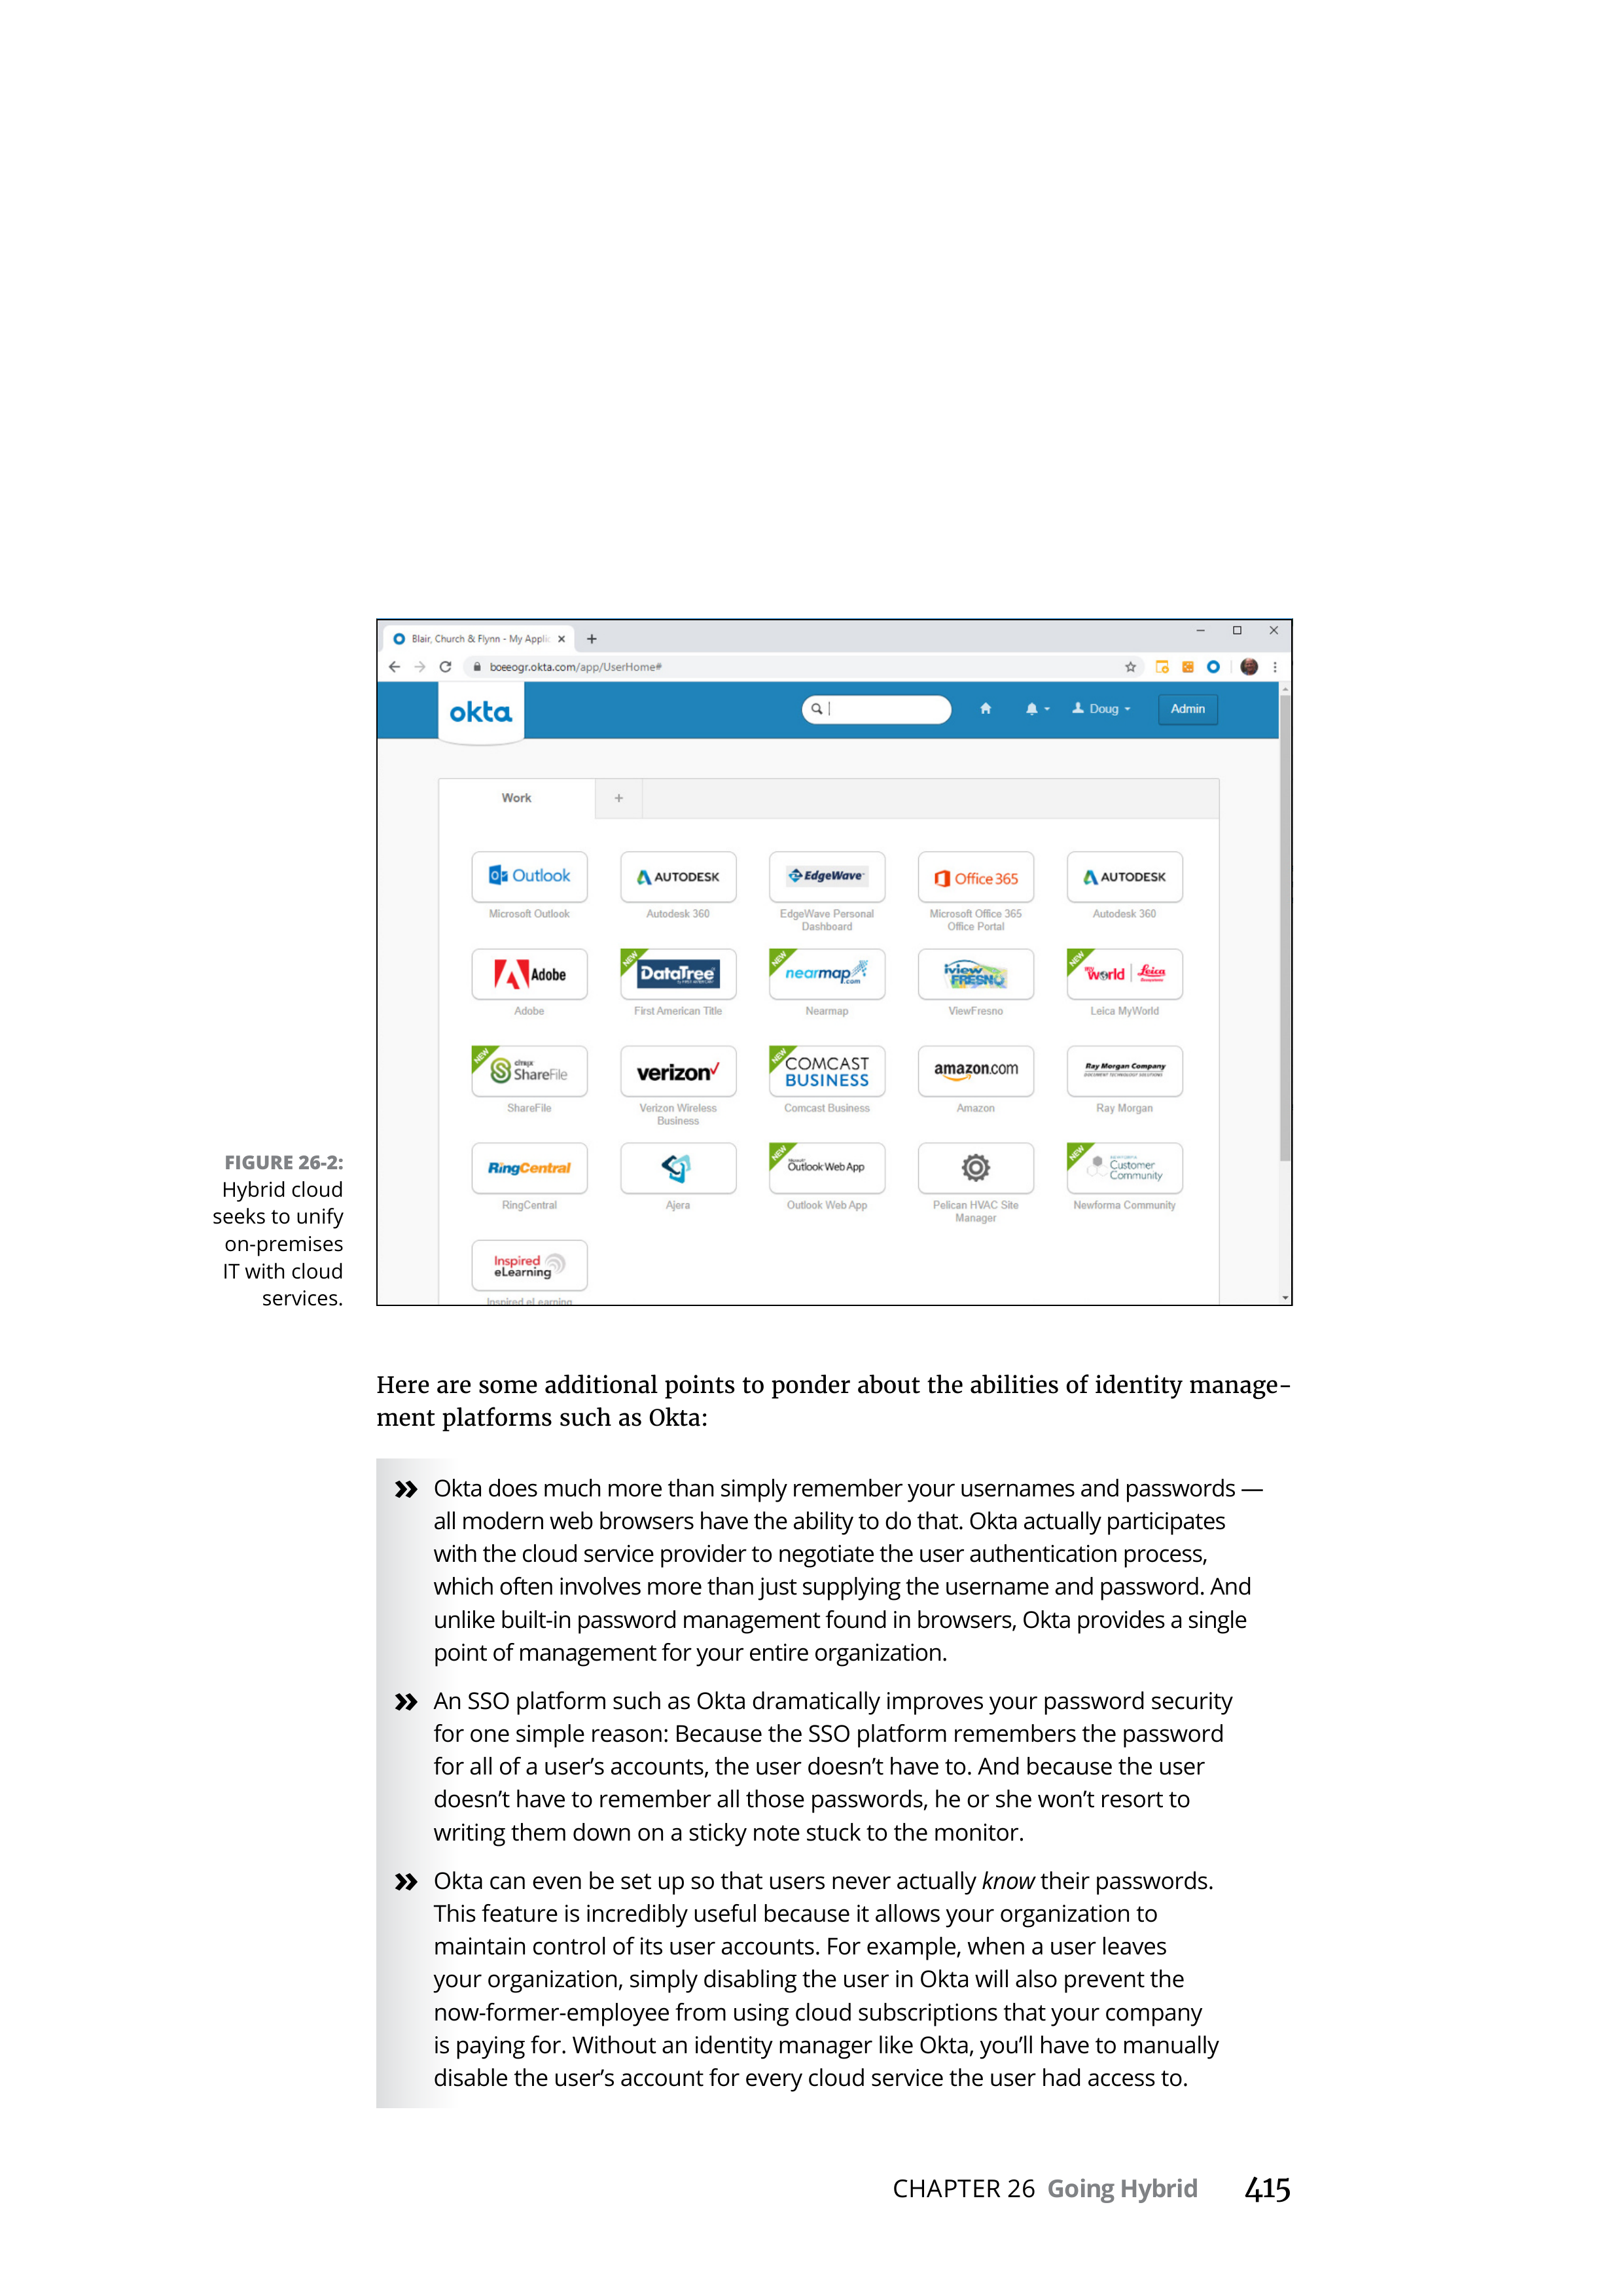 Blair, Church & Flynn - My Applic
boeeogr.okta.com/app/UserHome#
okta
Doug
Admin
Work
+
Outlook
AUTODESK
EdgeWave
Office 365
AUTODESK
Microsoft Outlook
Autodesk 360
EdgeWave Personal
Dashboard
Microsoft Office 365
Office Portal
Autodesk 360
Adobe
NEW
DataTree
NEW
nearmap
.com
iview
FRESNO
NEW
my
world
Leica
Adobe
First American Title
Nearmap
ViewFresno
Leica MyWorld
NEW
citrix
ShareFile
verizon
NEW
COMCAST
BUSINESS
amazon.com
Ray Morgan Company
DOCUMENT TECHNOLOGY SOLUTIONS
ShareFile
Verizon Wireless
Business
Comcast Business
Amazon
Ray Morgan
RingCentral
NEW
Outlook Web App
NEW
Customer
Community
RingCentral
Ajera
Outlook Web App
Pelican HVAC Site
Manager
Newforma Community
Inspired
eLearning
Inspired eLearning
FIGURE 26-2:
Hybrid cloud
seeks to unify
on-premises
IT with cloud
services.
Here are some additional points to ponder about the abilities of identity manage-
ment platforms such as Okta:
» Okta does much more than simply remember your usernames and passwords —
all modern web browsers have the ability to do that. Okta actually participates
with the cloud service provider to negotiate the user authentication process,
which often involves more than just supplying the username and password. And
unlike built-in password management found in browsers, Okta provides a single
point of management for your entire organization.
» An SSO platform such as Okta dramatically improves your password security
for one simple reason: Because the SSO platform remembers the password
for all of a user’s accounts, the user doesn’t have to. And because the user
doesn’t have to remember all those passwords, he or she won’t resort to
writing them down on a sticky note stuck to the monitor.
» Okta can even be set up so that users never actually know their passwords.
This feature is incredibly useful because it allows your organization to
maintain control of its user accounts. For example, when a user leaves
your organization, simply disabling the user in Okta will also prevent the
now-former-employee from using cloud subscriptions that your company
is paying for. Without an identity manager like Okta, you’ll have to manually
disable the user’s account for every cloud service the user had access to.
CHAPTER 26 Going Hybrid 415